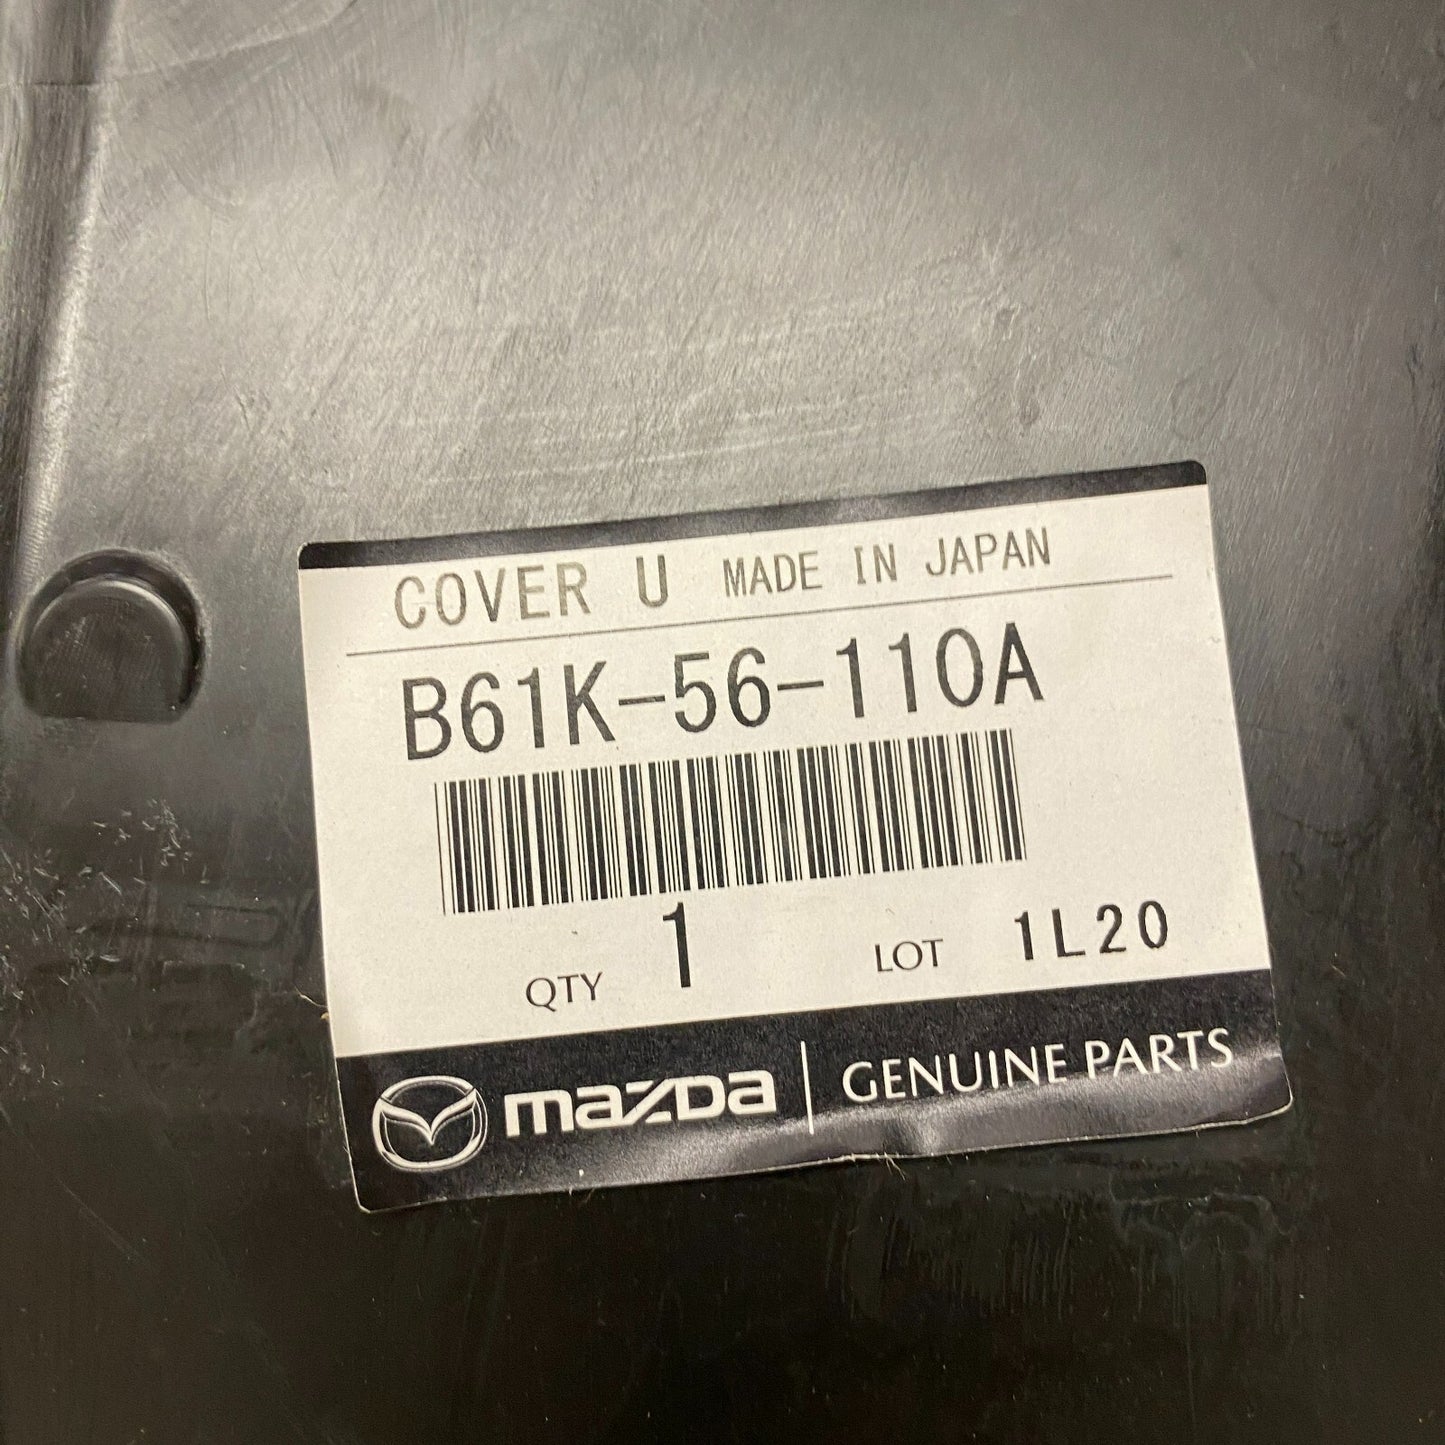 COVER U MADE IN JAPAN
B61K-56-110A
QTY 1 LOT 1L20
mazda GENUINE PARTS